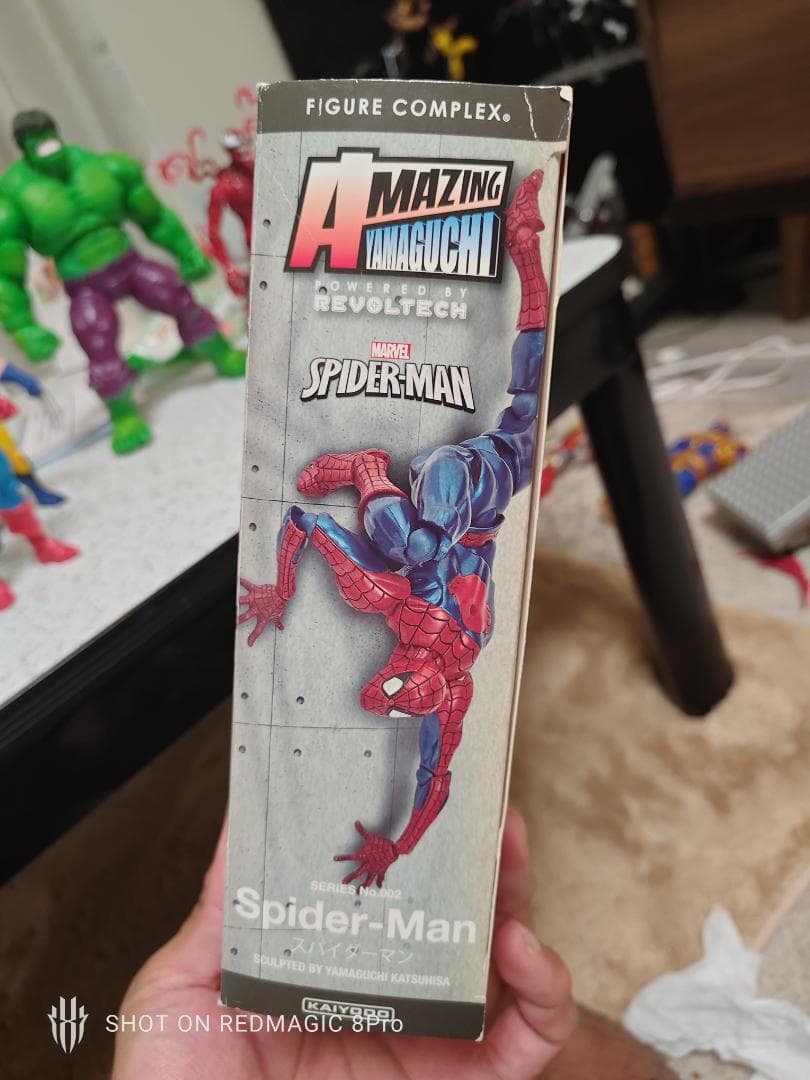 FIGURE COMPLEX®
AMAZING
YAMAGUCHI
POWERED BY
REVOLTECH
MARVEL
SPIDER-MAN
SERIES No.002
Spider-Man
スパイダーマン
SCULPTED BY YAMAGUCHI KATSUHISA
KAIYODO
SHOT ON REDMAGIC 8Pro